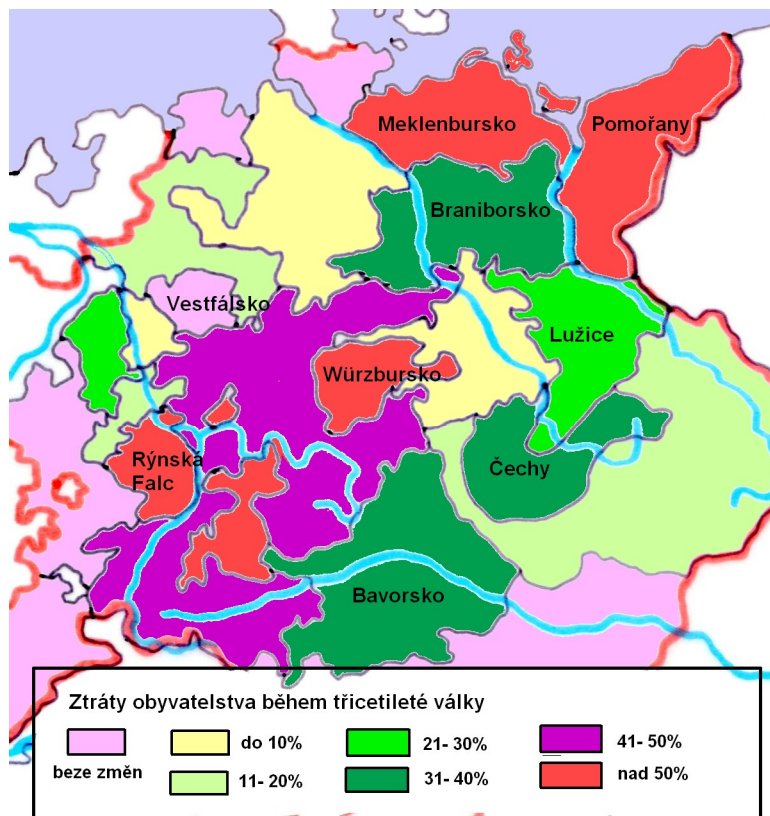 Meklenbursko
Pomořany
Braniborsko
Vestfálsko
Lužice
Würzbursko
Rýnská
Falc
Čechy
Bavorsko
Ztráty obyvatelstva během třicetileté války
beze změn
do 10%
11- 20%
21- 30%
31- 40%
41- 50%
nad 50%